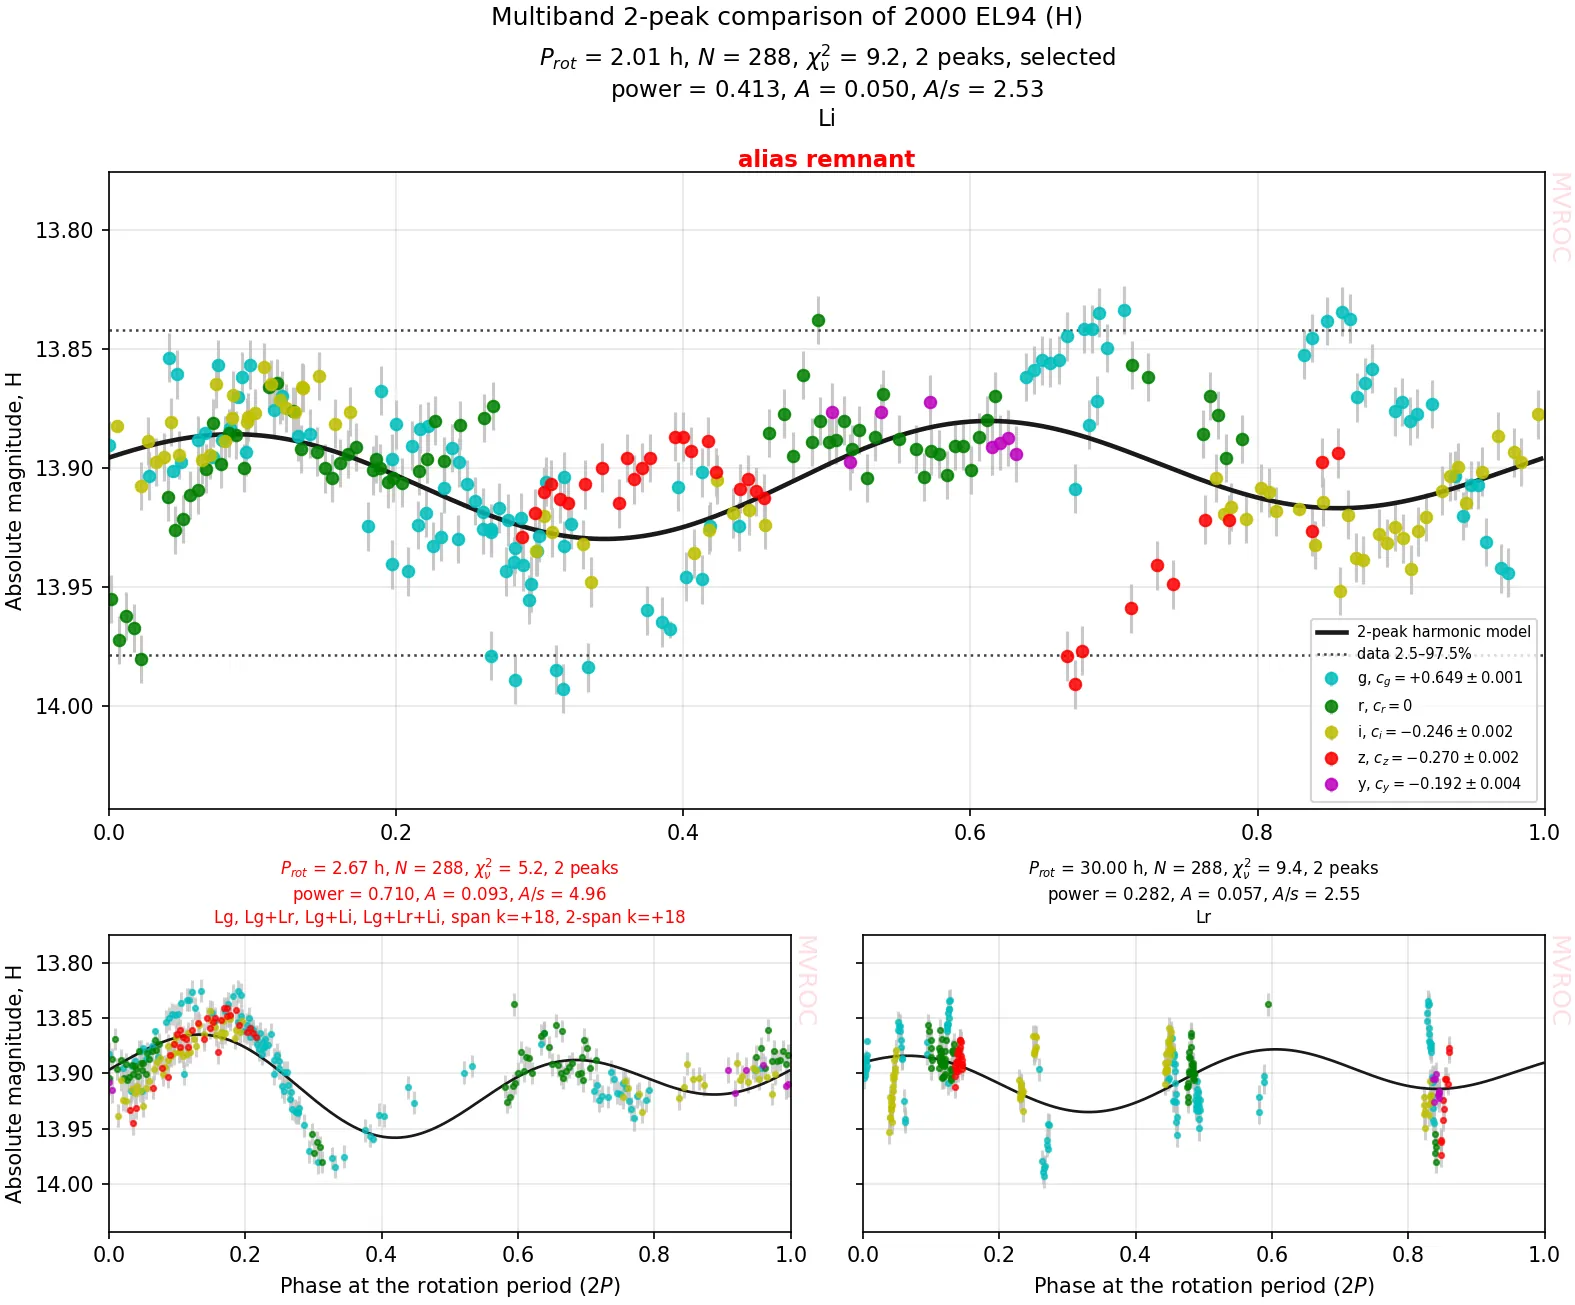 Multiband 2-peak comparison of 2000 EL94 (H)
P_rot = 2.01 h, N = 288, χ²_ν = 9.2, 2 peaks, selected
power = 0.413, A = 0.050, A/s = 2.53
Li
alias remnant
MVROC
Absolute magnitude, H
13.80
13.85
13.90
13.95
14.00
2-peak harmonic model
data 2.5–97.5%
g, c_g = +0.649 ± 0.001
r, c_r = 0
i, c_i = −0.246 ± 0.002
z, c_z = −0.270 ± 0.002
y, c_y = −0.192 ± 0.004
0.0 0.2 0.4 0.6 0.8 1.0
P_rot = 2.67 h, N = 288, χ²_ν = 5.2, 2 peaks
power = 0.710, A = 0.093, A/s = 4.96
Lg, Lg+Lr, Lg+Li, Lg+Lr+Li, span k=+18, 2-span k=+18
MVROC
Absolute magnitude, H
13.80
13.85
13.90
13.95
14.00
0.0 0.2 0.4 0.6 0.8 1.0
Phase at the rotation period (2P)
P_rot = 30.00 h, N = 288, χ²_ν = 9.4, 2 peaks
power = 0.282, A = 0.057, A/s = 2.55
Lr
MVROC
0.0 0.2 0.4 0.6 0.8 1.0
Phase at the rotation period (2P)